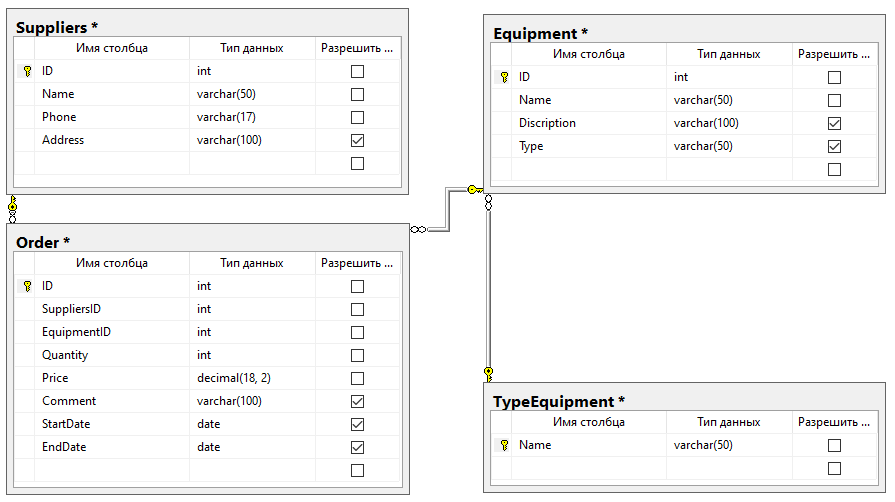 Suppliers *
Имя столбца Тип данных Разрешить ...
ID int
Name varchar(50)
Phone varchar(17)
Address varchar(100)
Equipment *
Имя столбца Тип данных Разрешить ...
ID int
Name varchar(50)
Discription varchar(100)
Type varchar(50)
Order *
Имя столбца Тип данных Разрешить ...
ID int
SuppliersID int
EquipmentID int
Quantity int
Price decimal(18, 2)
Comment varchar(100)
StartDate date
EndDate date
TypeEquipment *
Имя столбца Тип данных Разрешить ...
Name varchar(50)